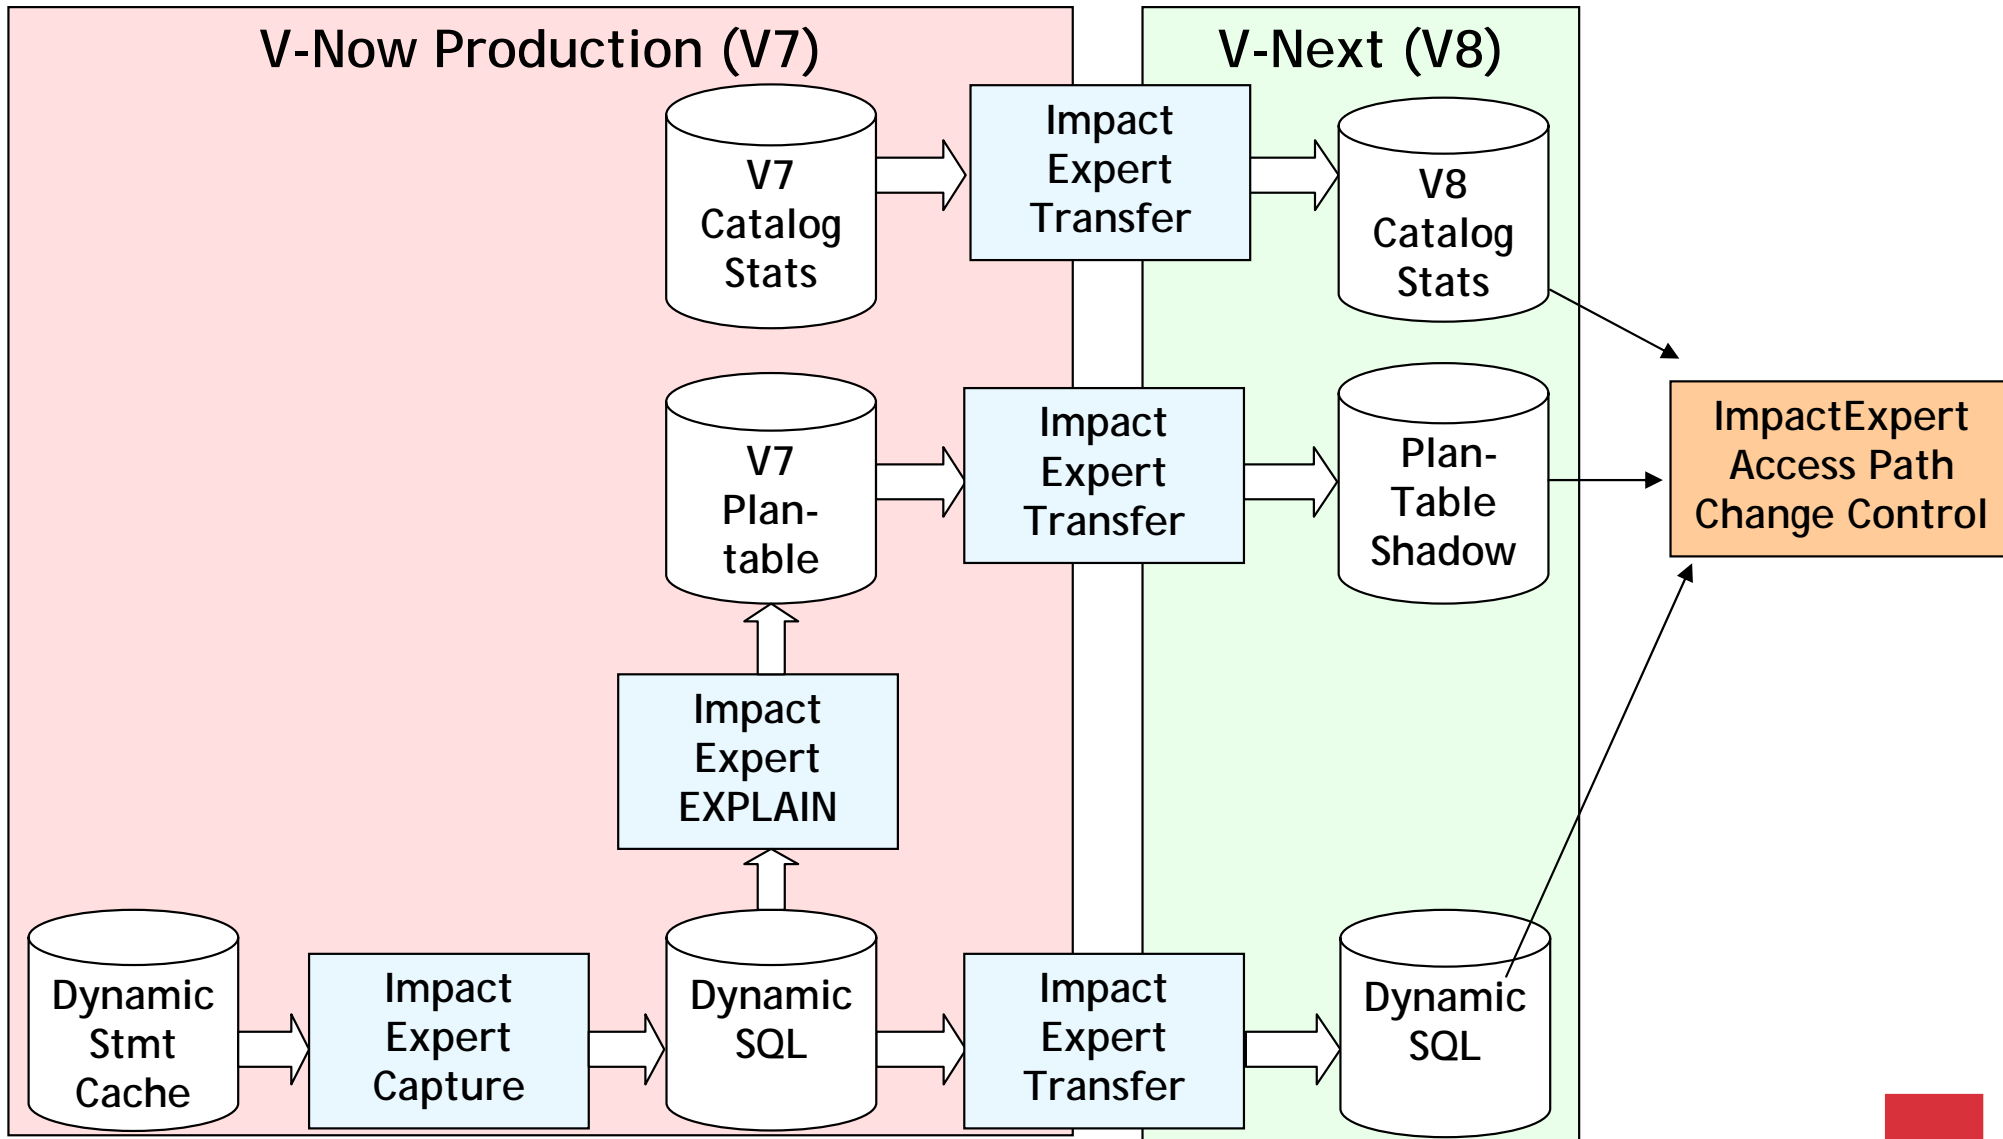 V-Now Production (V7)
V-Next (V8)
V7
Catalog
Stats
Impact
Expert
Transfer
V8
Catalog
Stats
V7
Plan-
table
Impact
Expert
Transfer
Plan-
Table
Shadow
ImpactExpert
Access Path
Change Control
Impact
Expert
EXPLAIN
Dynamic
Stmt
Cache
Impact
Expert
Capture
Dynamic
SQL
Impact
Expert
Transfer
Dynamic
SQL